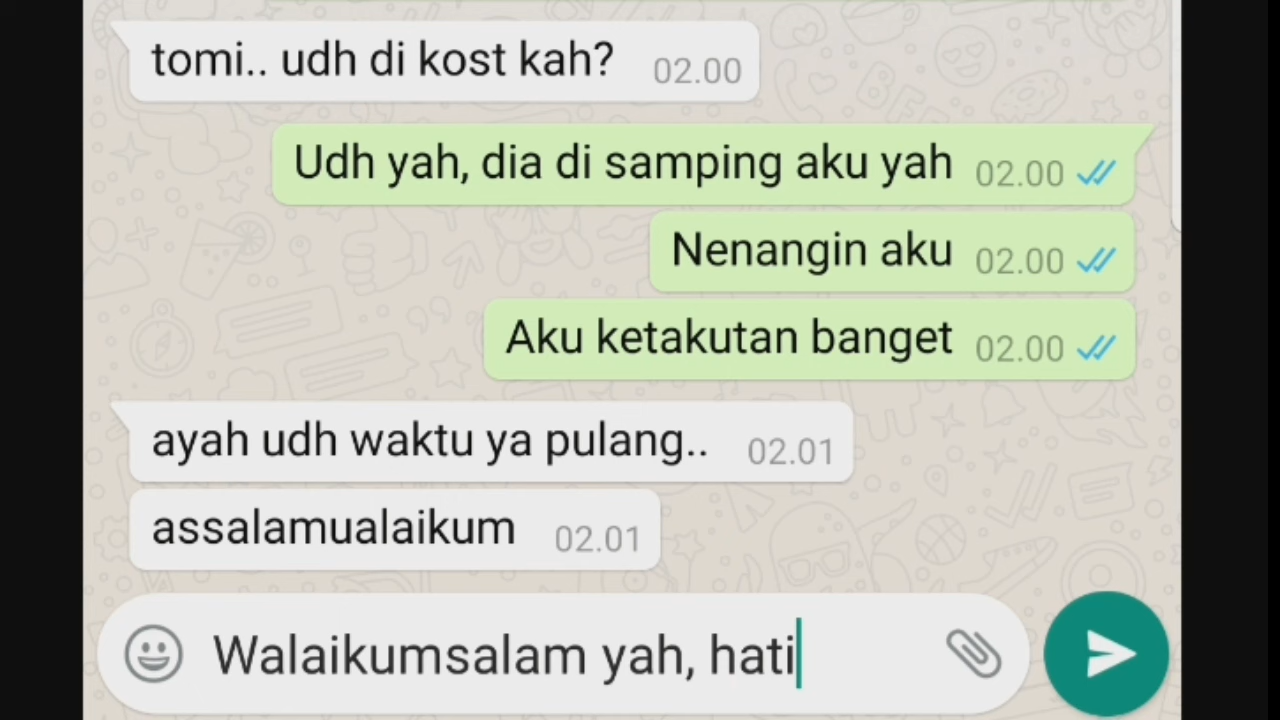 tomi.. udh di kost kah? 02.00
Udh yah, dia di samping aku yah 02.00
Nenangin aku 02.00
Aku ketakutan banget 02.00
ayah udh waktu ya pulang.. 02.01
assalamualaikum 02.01
Walaikumsalam yah, hati